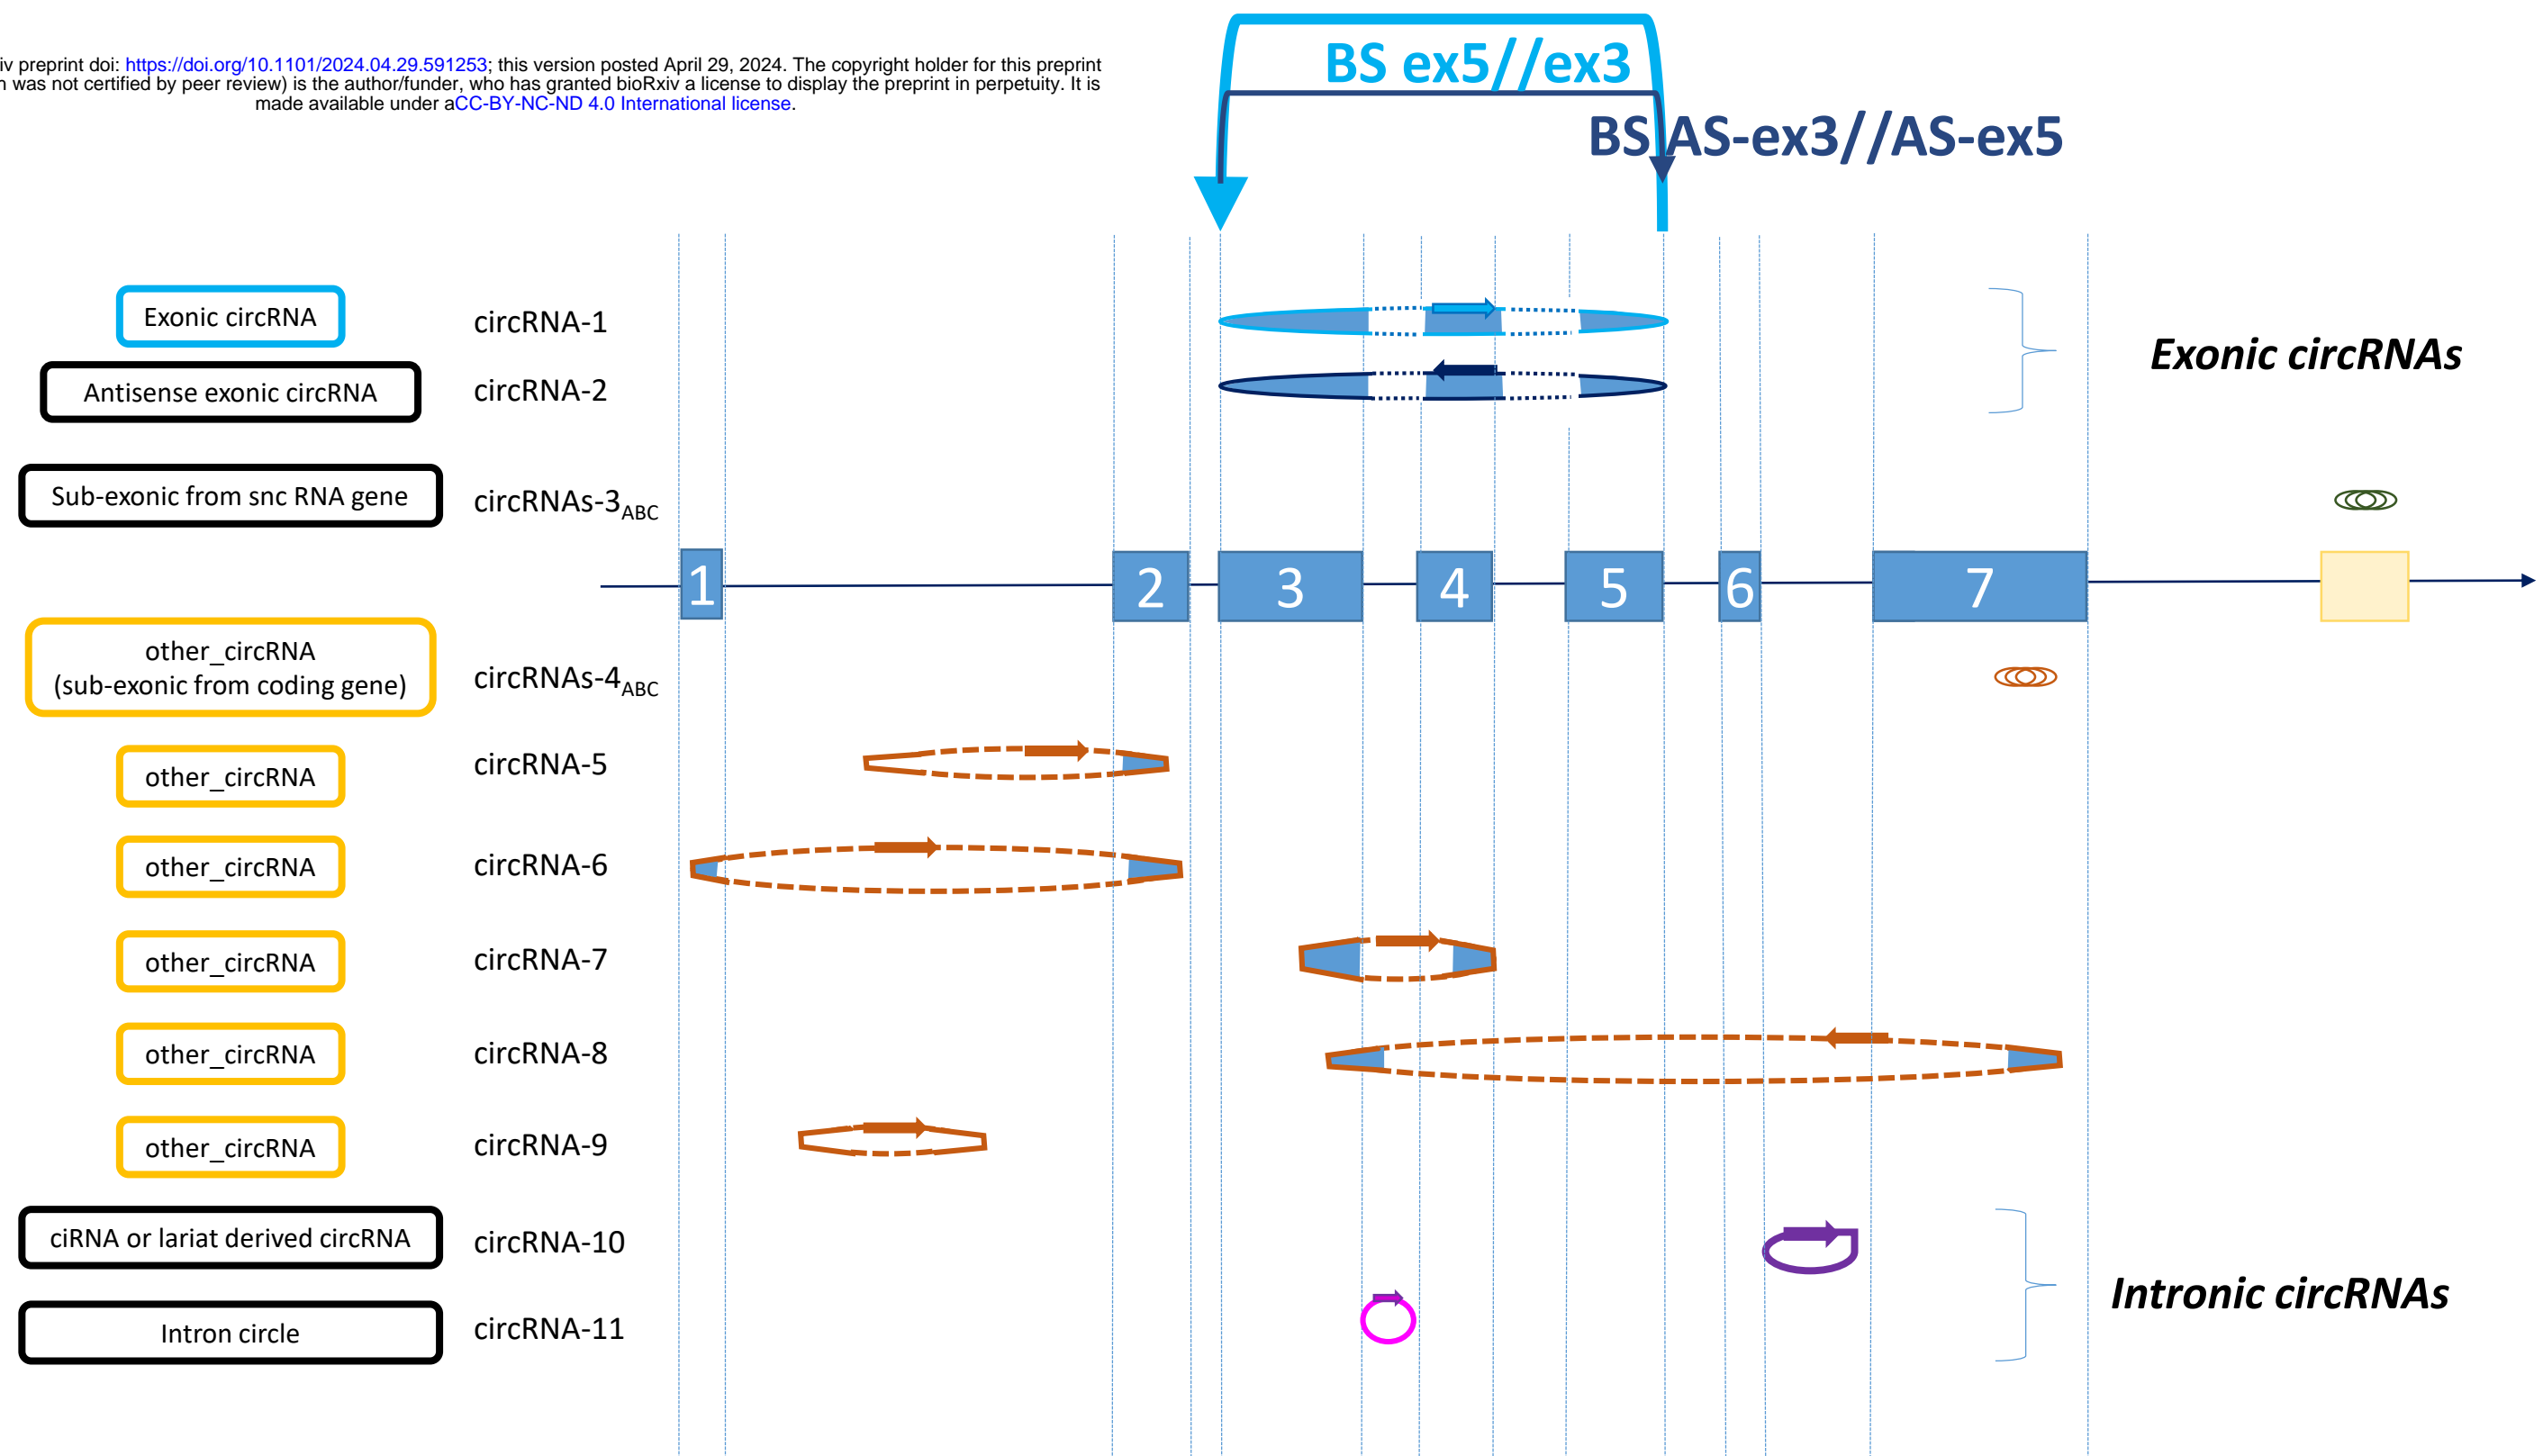 iv preprint doi: https://doi.org/10.1101/2024.04.29.591253; this version posted April 29, 2024. The copyright holder for this preprint
was not certified by peer review) is the author/funder, who has granted bioRxiv a license to display the preprint in perpetuity. It is
made available under aCC-BY-NC-ND 4.0 International license.
BS ex5//ex3
BS AS-ex3//AS-ex5
Exonic circRNA
circRNA-1
Antisense exonic circRNA
circRNA-2
Exonic circRNAs
Sub-exonic from snc RNA gene
circRNAs-3ABC
1 2 3 4 5 6 7
other_circRNA
(sub-exonic from coding gene)
circRNAs-4ABC
other_circRNA
circRNA-5
other_circRNA
circRNA-6
other_circRNA
circRNA-7
other_circRNA
circRNA-8
other_circRNA
circRNA-9
ciRNA or lariat derived circRNA
circRNA-10
Intron circle
circRNA-11
Intronic circRNAs